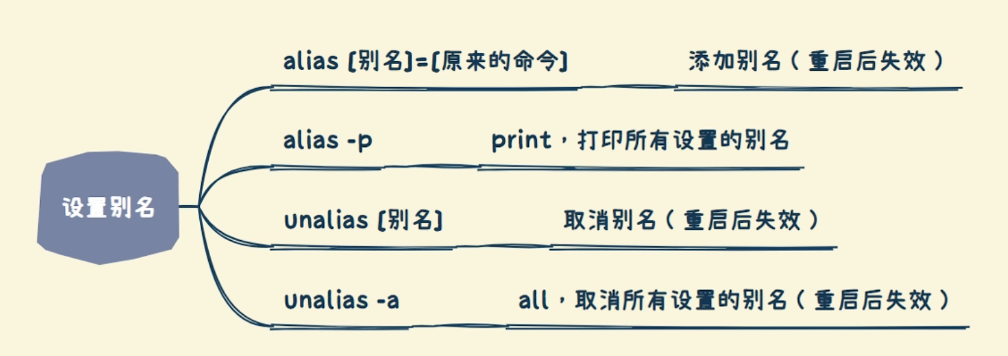 设置别名
alias [别名]=[原来的命令] 添加别名(重启后失效)
alias -p print,打印所有设置的别名
unalias [别名] 取消别名(重启后失效)
unalias -a all,取消所有设置的别名(重启后失效)